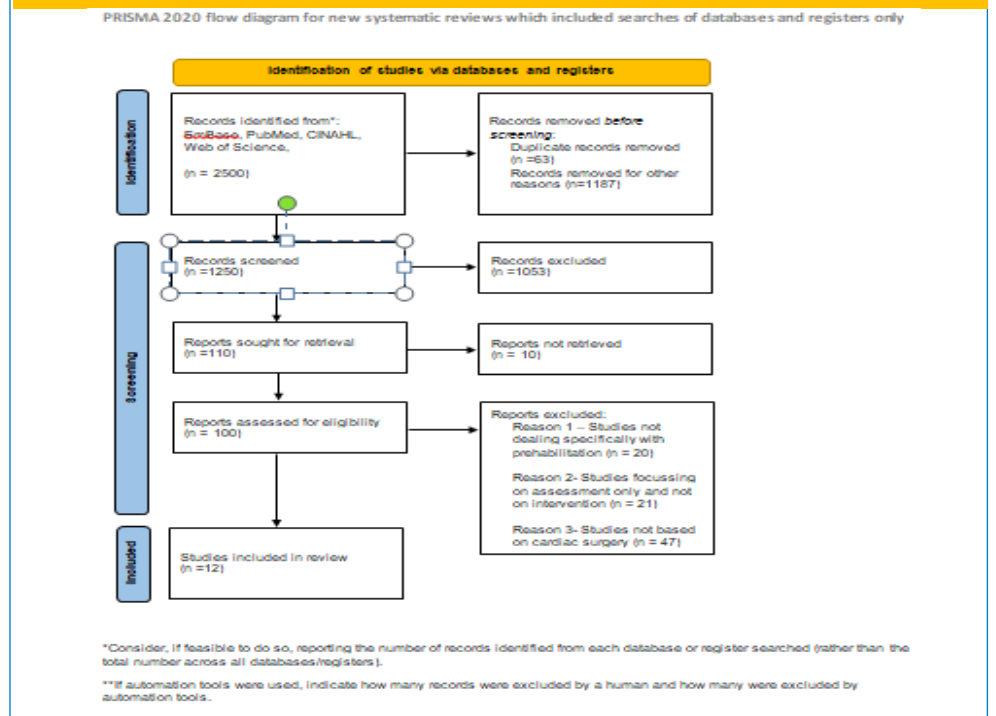 PRISMA 2020 flow diagram for new systematic reviews which included searches of databases and registers only
Identification of studies via databases and registers
Identification
Records identified from*:
EmBase, PubMed, CINAHL,
Web of Science,
(n = 2500)
Records removed before
screening:
Duplicate records removed
(n =63)
Records removed for other
reasons (n=1187)
Screening
Records screened
(n =1250)
Records excluded
(n =1053)
Reports sought for retrieval
(n =110)
Reports not retrieved
(n = 10)
Reports assessed for eligibility
(n = 100)
Reports excluded:
Reason 1 – Studies not
dealing specifically with
prehabilitation (n = 20)
Reason 2- Studies focussing
on assessment only and not
on intervention (n = 21)
Reason 3- Studies not based
on cardiac surgery (n = 47)
Included
Studies included in review
(n =12)
*Consider, if feasible to do so, reporting the number of records identified from each database or register searched (rather than the
total number across all databases/registers).
**If automation tools were used, indicate how many records were excluded by a human and how many were excluded by
automation tools.